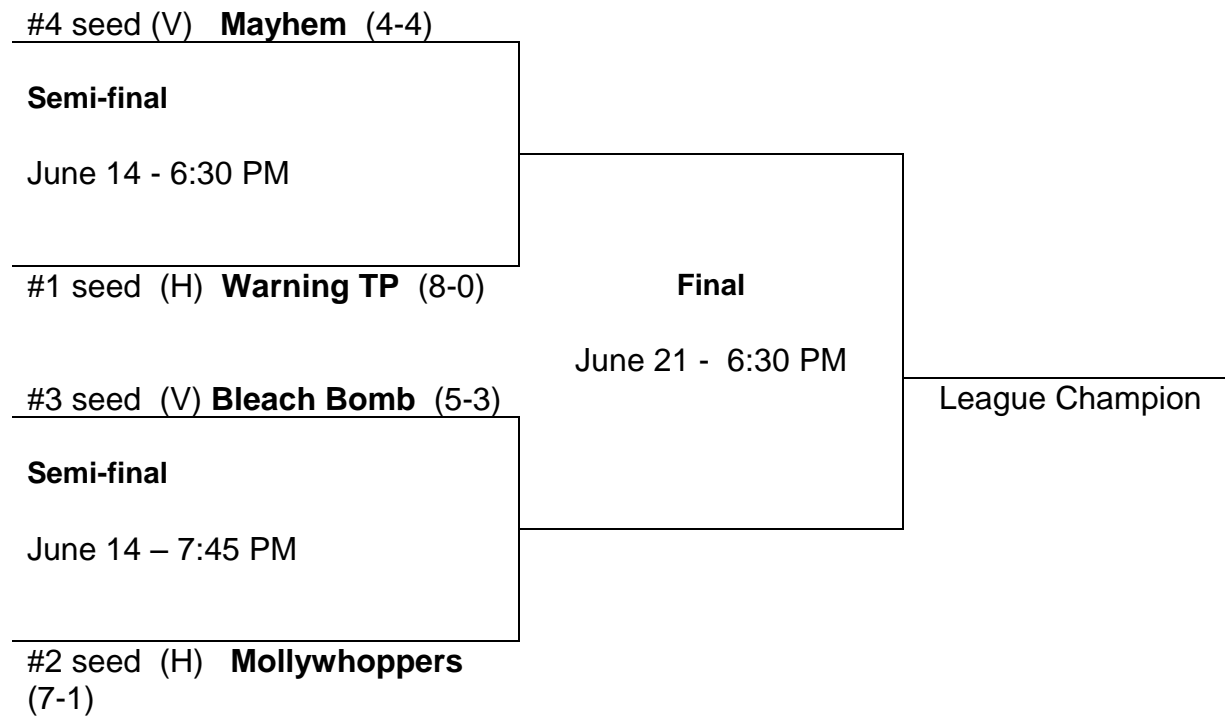 #4 seed (V) Mayhem (4-4)
Semi-final
June 14 - 6:30 PM
#1 seed (H) Warning TP (8-0)
Final
June 21 - 6:30 PM
#3 seed (V) Bleach Bomb (5-3)
League Champion
Semi-final
June 14 – 7:45 PM
#2 seed (H) Mollywhoppers
(7-1)